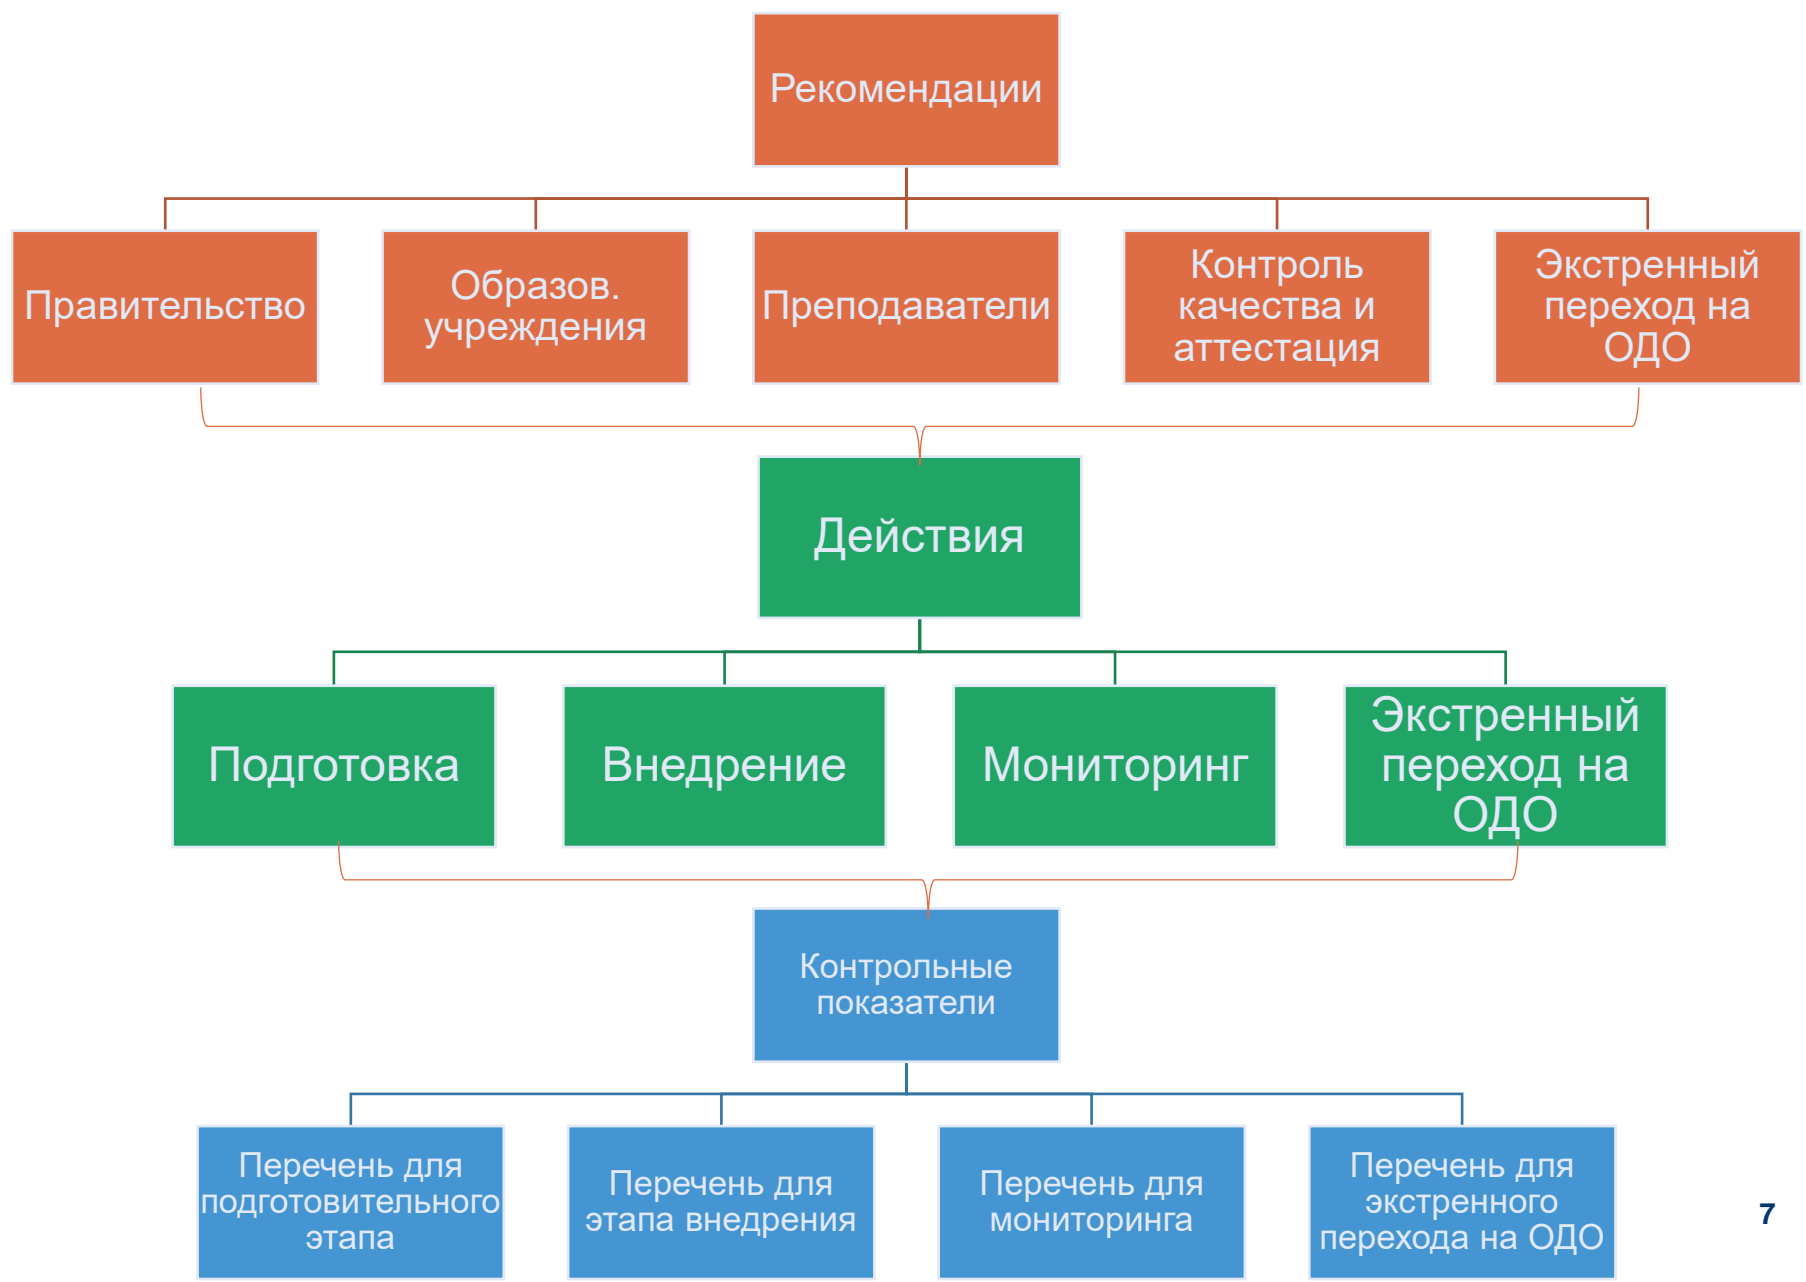 Рекомендации
Правительство
Образов.
учреждения
Преподаватели
Контроль
качества и
аттестация
Экстренный
переход на
ОДО
Действия
Подготовка
Внедрение
Мониторинг
Экстренный
переход на
ОДО
Контрольные
показатели
Перечень для
подготовительного
этапа
Перечень для
этапа внедрения
Перечень для
мониторинга
Перечень для
экстренного
перехода на ОДО
7